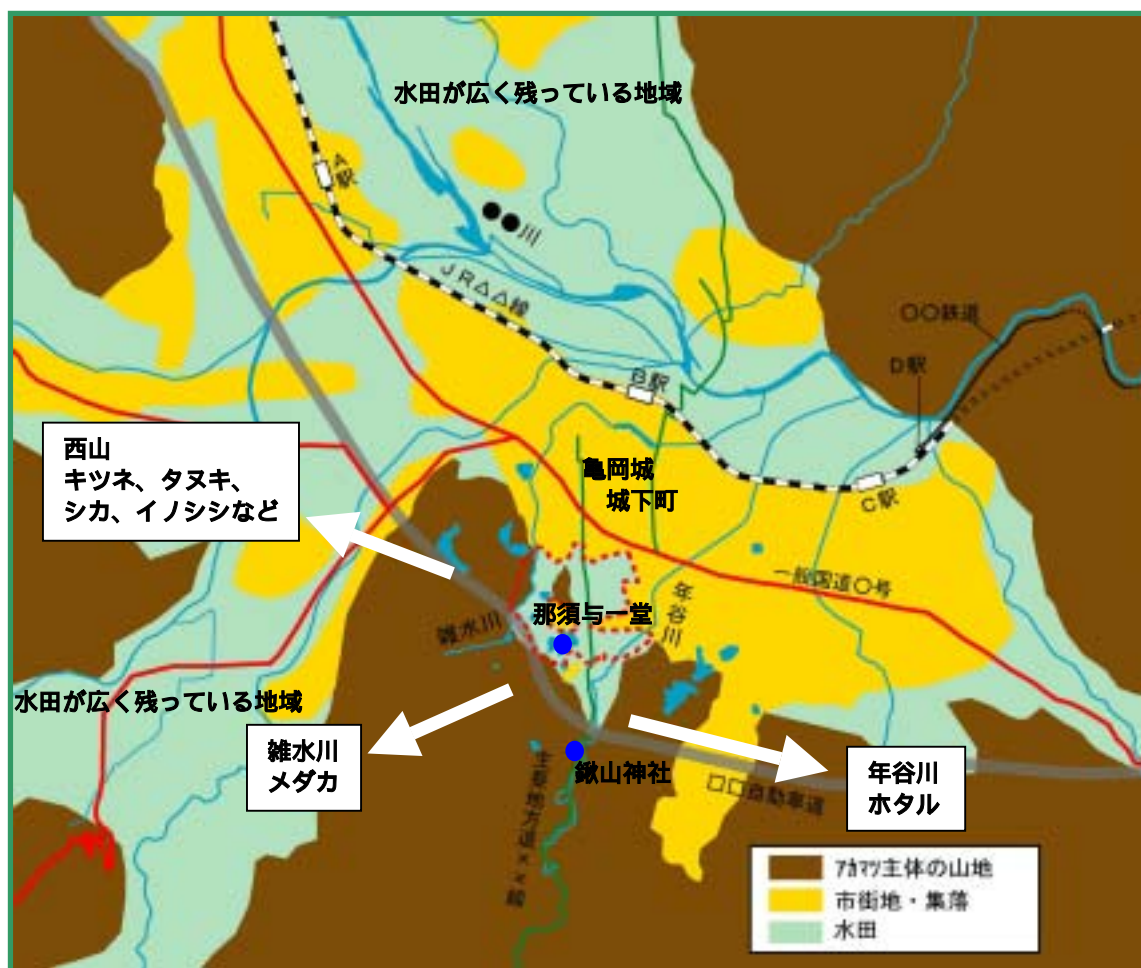 水田が広く残っている地域
A駅
●●川
JR△△線
〇〇鉄道
D駅
B駅
西山
キツネ、タヌキ、
シカ、イノシシなど
亀岡城
城下町
C駅
一般国道〇号
年谷川
那須与一堂
雑水川
水田が広く残っている地域
雑水川
メダカ
鍬山神社
年谷川
ホタル
□□自動車道
主要地方道××線
アカマツ主体の山地
市街地・集落
水田